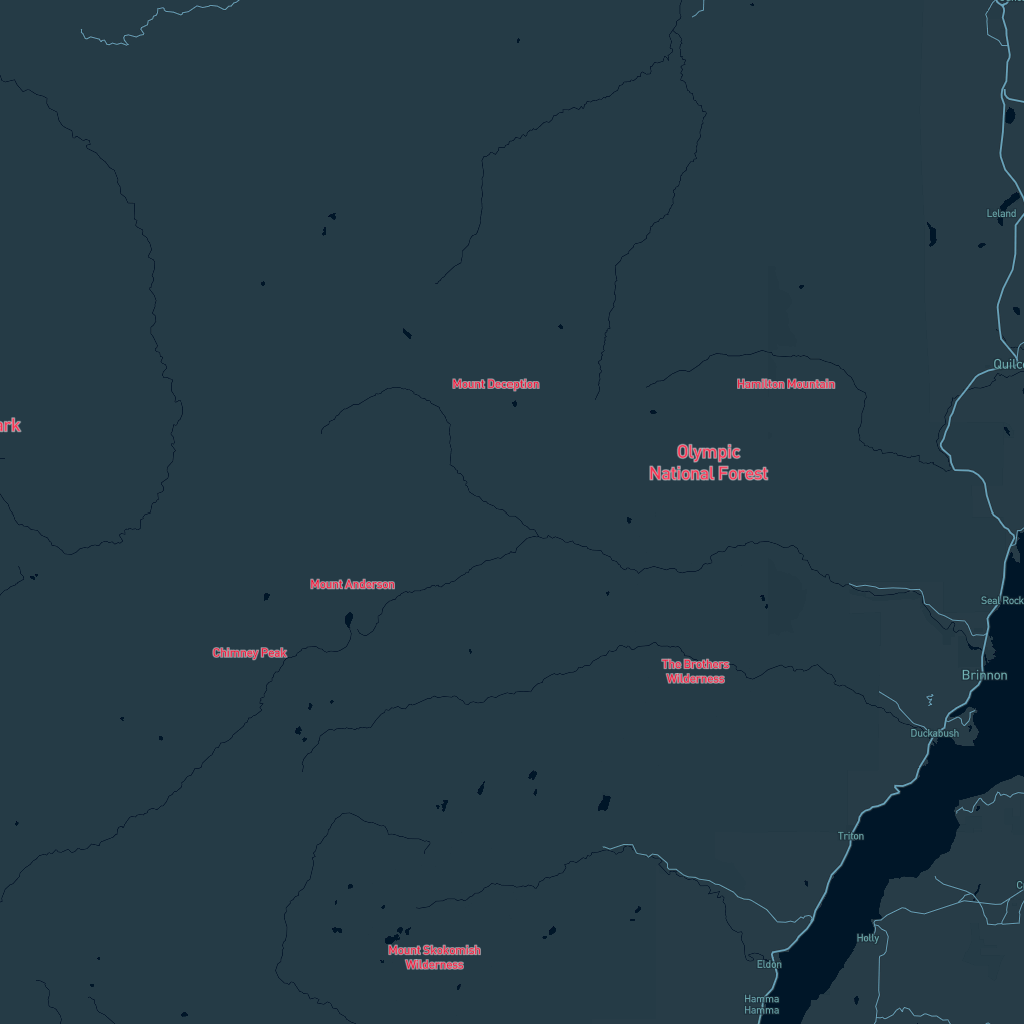 Leland
Quilce
Mount Deception
Hamilton Mountain
ark
Olympic
National Forest
Mount Anderson
Seal Rock
Chimney Peak
The Brothers
Wilderness
Brinnon
Duckabush
Triton
Holly
Mount Skokomish
Wilderness
Eldon
Hamma
Hamma